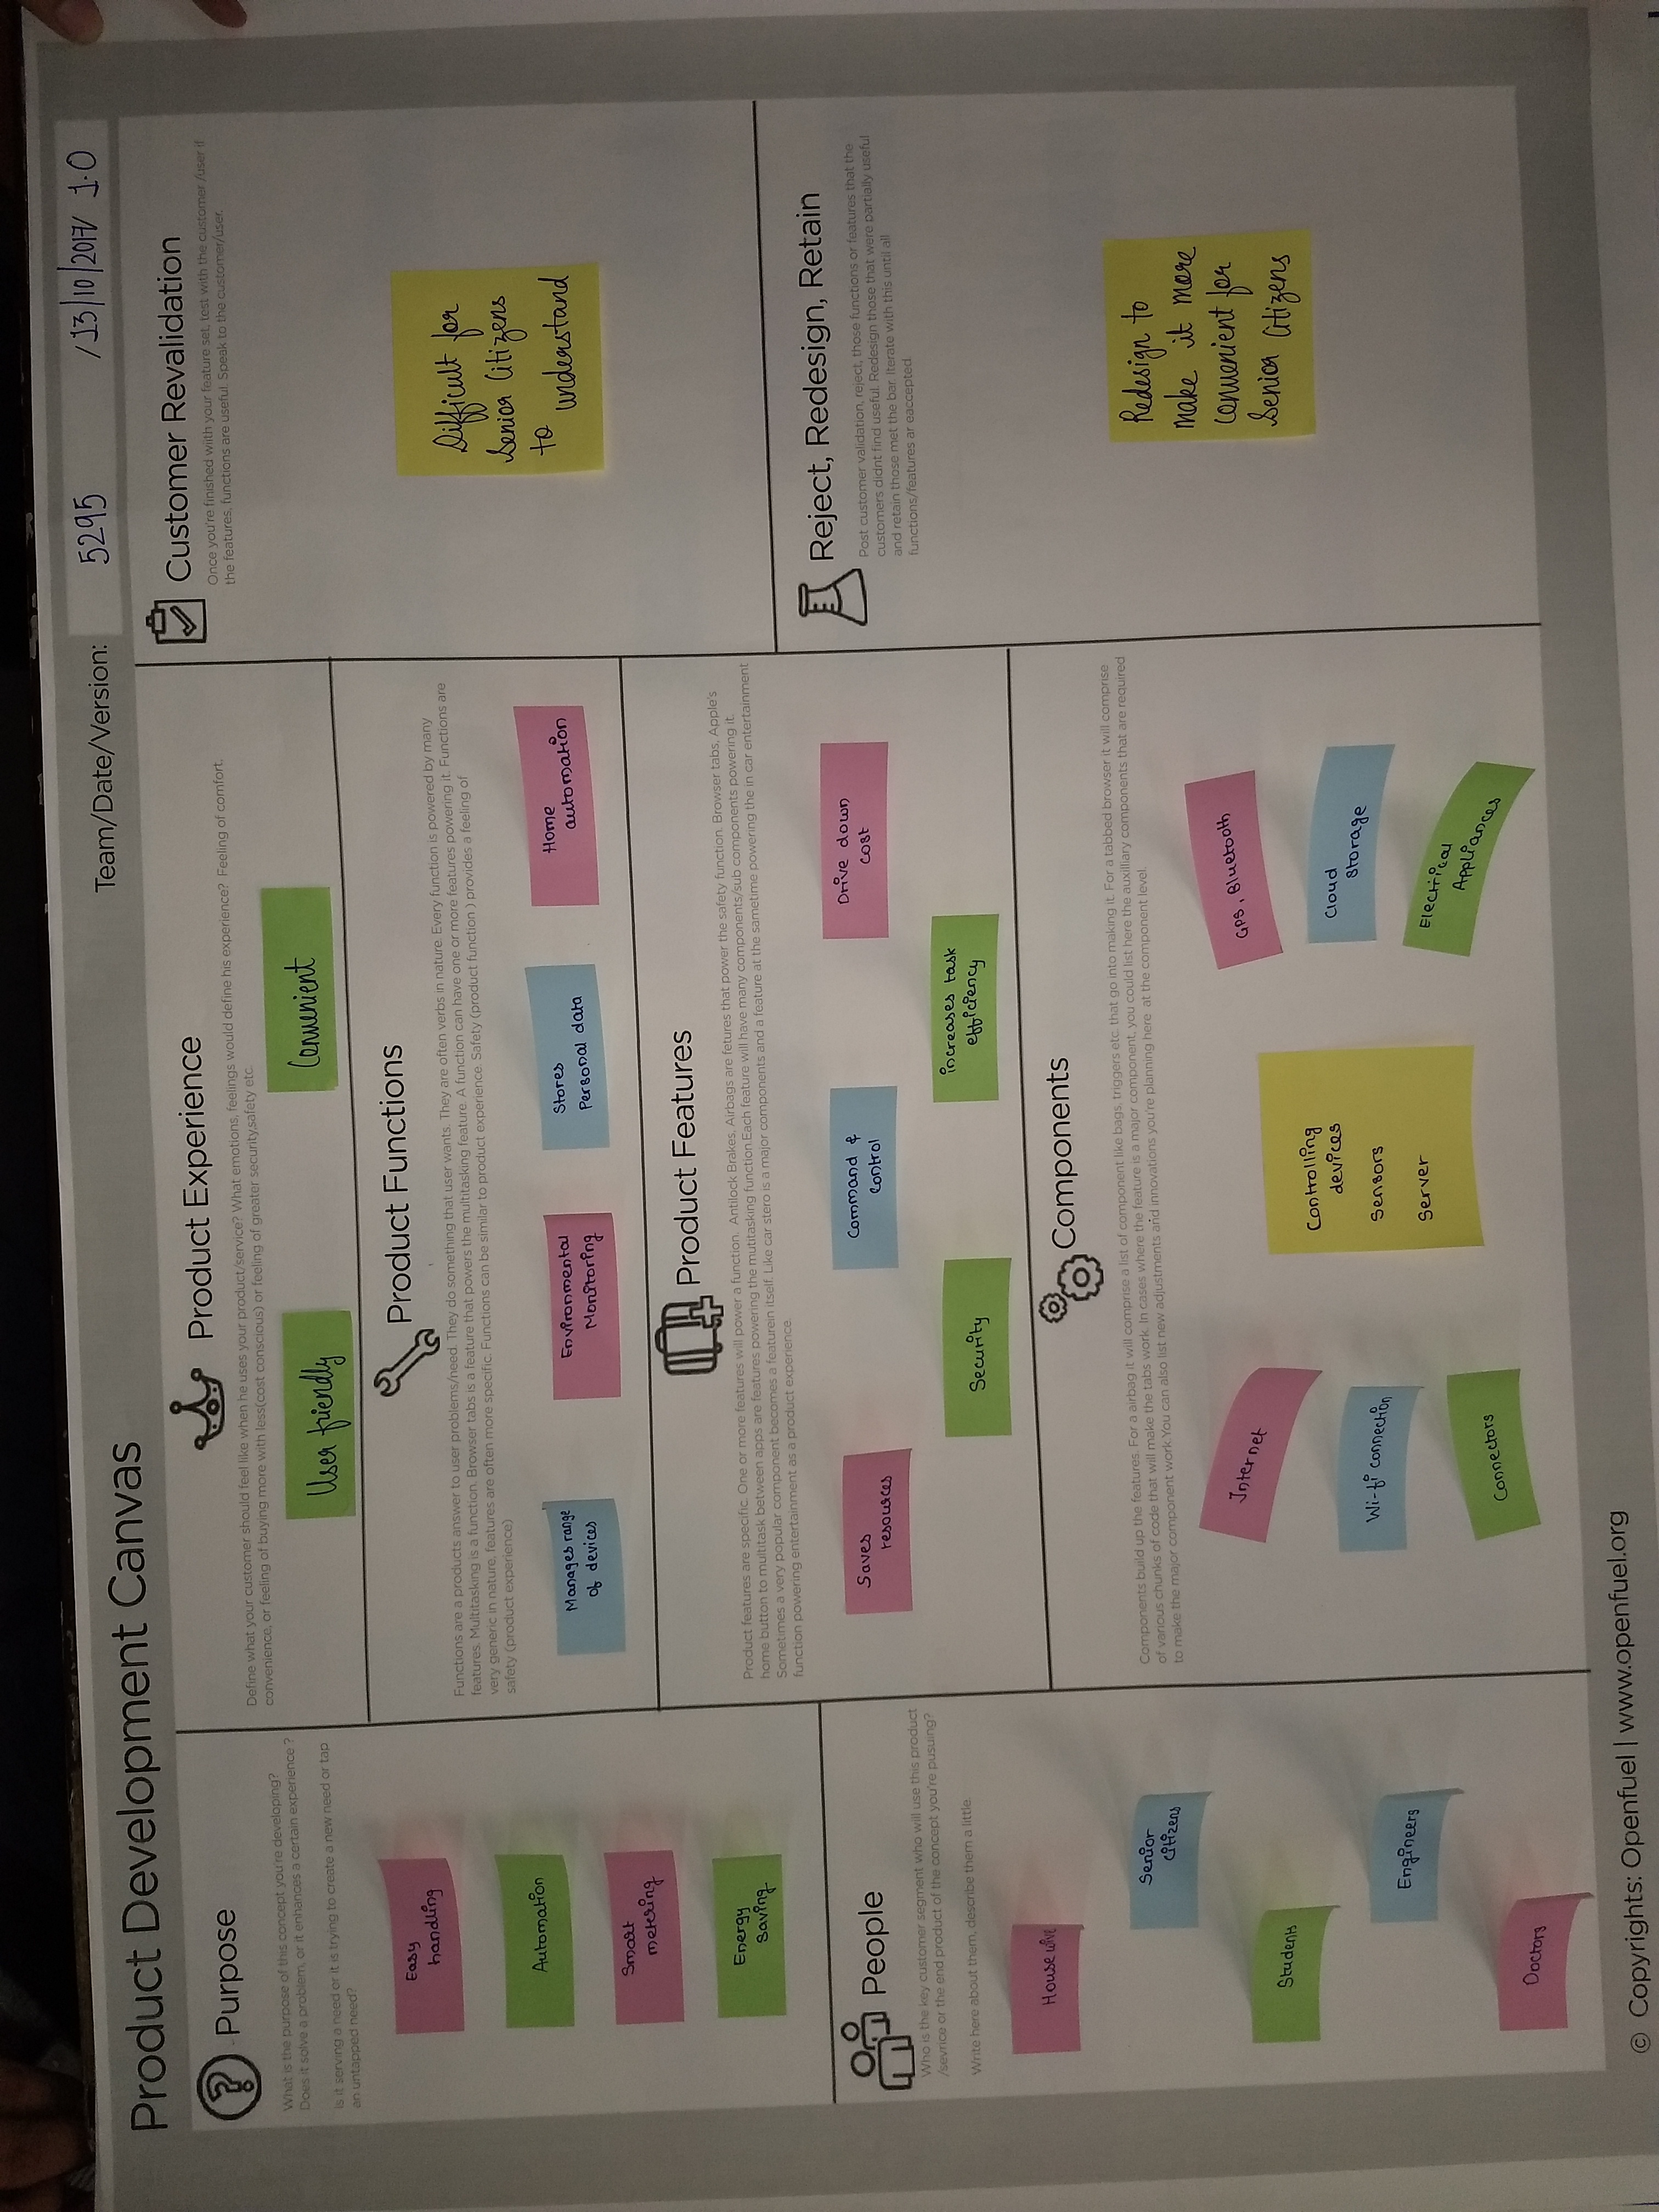 Product Development Canvas
Team/Date/Version:
5295 /13/10/2017/ 1.0
Purpose
What is the purpose of this concept you're developing?
Does it solve a problem, or it enhances a certain experience ?
Is it serving a need or it is trying to create a new need or tap
an untapped need?
Easy
handling
Automation
Smart
metering
Energy
Saving
People
Who is the key customer segment who will use this product
/sevrice or the end product of the concept you're pusuing?
Write here about them, describe them a little.
House wife
Senior
Citizens
Students
Engineers
Doctors
Product Experience
Define what your customer should feel like when he uses your product/service? What emotions, feelings would define his experience? Feeling of comfort,
convenience, or feeling of buying more with less(cost conscious) or feeling of greater security,safety etc.
User friendly
Convinient
Product Functions
Functions are a products answer to user problems/need. They do something that user wants. They are often verbs in nature. Every function is powered by many
features. Multitasking is a function. Browser tabs is a feature that powers the multitasking feature. A function can have one or more features powering it. Functions are
very generic in nature, features are often more specific. Functions can be similar to product experience. Safety (product function ) provides a feeling of
safety (product experience)
Manages range
of devices
Environmental
Monitoring
Stores
Personal data
Home
automation
Product Features
Product features are specific. One or more features will power a function. Antilock Brakes, Airbags are fetures that power the safety function. Browser tabs, Apple's
home button to multitask between apps are features powering the mutitasking function.Each feature will have many components/sub components powering it.
Sometimes a very popular component becomes a featurein itself. Like car stero is a major components and a feature at the sametime powering the in car entertainment
function powering entertainment as a product experience.
Saves
resources
Command &
Control
Drive down
cost
Security
increases task
efficiency
Components
Components build up the features. For a airbag it will comprise a list of component like bags, triggers etc. that go into making it. For a tabbed browser it will comprise
of various chunks of code that will make the tabs work. In cases where the feature is a major component, you could list here the auxilliary components that are required
to make the major component work.You can also list new adjustments and innovations you're planning here at the component level.
Internet
Wi-fi connection
Connectors
Controlling
devices
Sensors
Server
GPS, Bluetooth
Cloud
Storage
Electrical
Appliances
Customer Revalidation
Once you're finished wiith your feature set, test with the customer /user if
the features, functions are useful. Speak to the customer/user.
Difficult for
Senior Citizens
to understand
Reject, Redesign, Retain
Post customer validation, reject, those functions or features that the
customers didnt find useful. Redesign those that were partially useful
and retain those met the bar. Iterate with this until all
functions/features ar eaccepted.
Redesign to
make it more
Convenient for
Senior Citizens
© Copyrights: Openfuel | www.openfuel.org